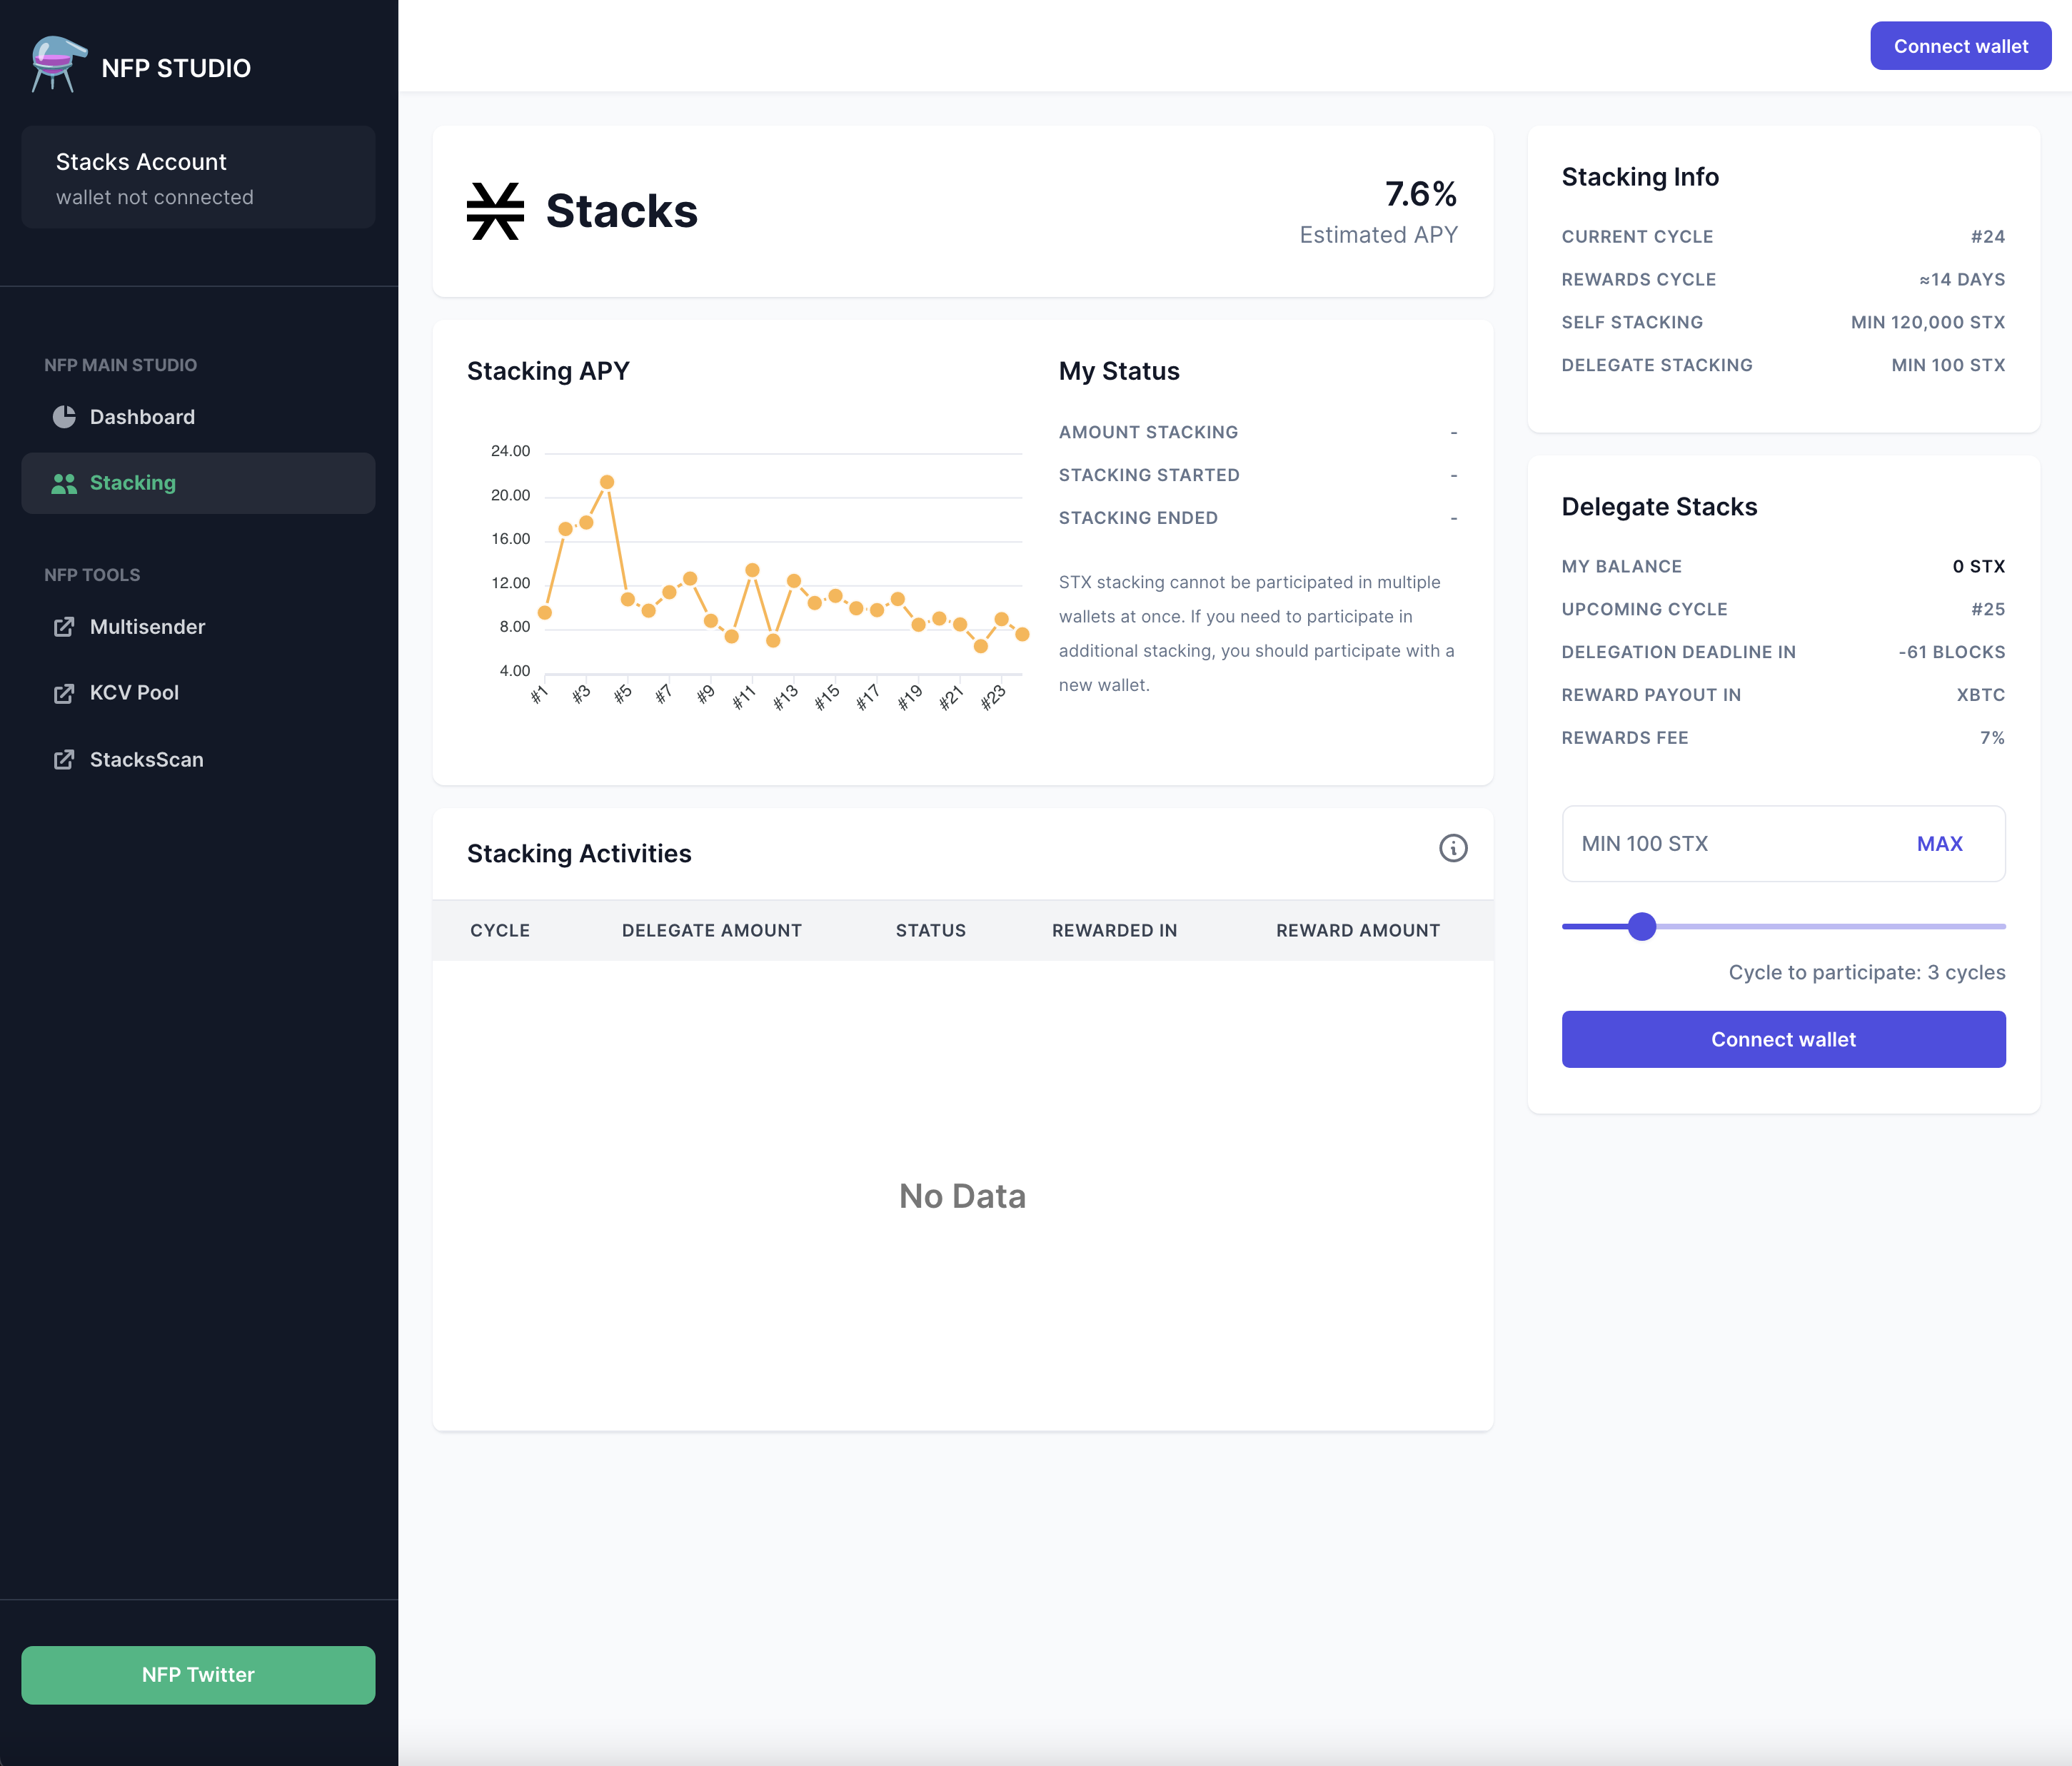 NFP STUDIO
Stacks Account
wallet not connected
NFP MAIN STUDIO
Dashboard
Stacking
NFP TOOLS
Multisender
KCV Pool
StacksScan
NFP Twitter
Connect wallet
Stacks
7.6%
Estimated APY
Stacking APY
24.00
20.00
16.00
12.00
8.00
4.00
#1 #3 #5 #7 #9 #11 #13 #15 #17 #19 #21 #23
My Status
AMOUNT STACKING -
STACKING STARTED -
STACKING ENDED -
STX stacking cannot be participated in multiple
wallets at once. If you need to participate in
additional stacking, you should participate with a
new wallet.
Stacking Activities
CYCLE DELEGATE AMOUNT STATUS REWARDED IN REWARD AMOUNT
No Data
Stacking Info
CURRENT CYCLE #24
REWARDS CYCLE ≈14 DAYS
SELF STACKING MIN 120,000 STX
DELEGATE STACKING MIN 100 STX
Delegate Stacks
MY BALANCE 0 STX
UPCOMING CYCLE #25
DELEGATION DEADLINE IN -61 BLOCKS
REWARD PAYOUT IN XBTC
REWARDS FEE 7%
MIN 100 STX MAX
Cycle to participate: 3 cycles
Connect wallet